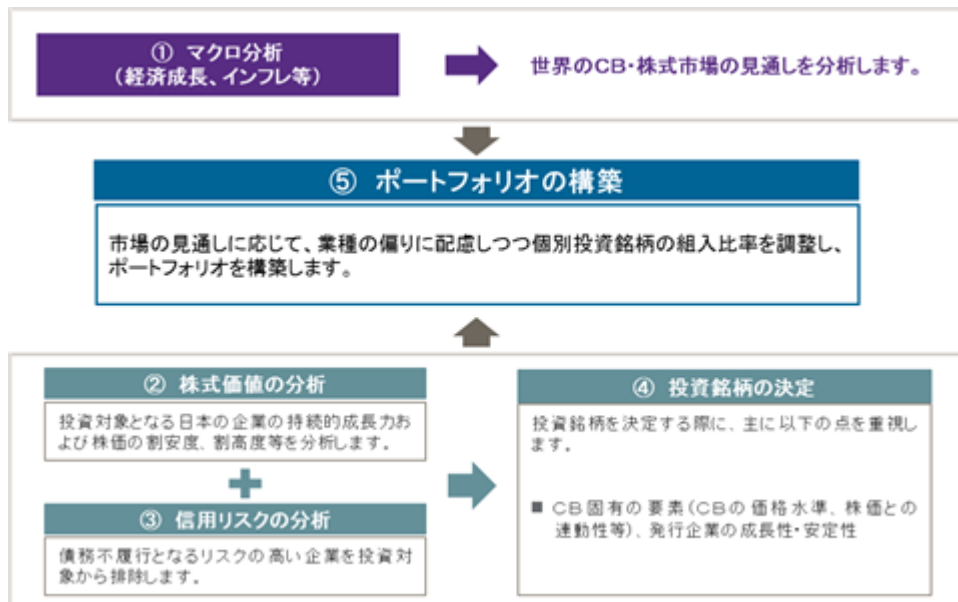 ① マクロ分析
(経済成長、インフレ等)
世界のCB・株式市場の見通しを分析します。
⑤ ポートフォリオの構築
市場の見通しに応じて、業種の偏りに配慮しつつ個別投資銘柄の組入比率を調整し、
ポートフォリオを構築します。
② 株式価値の分析
投資対象となる日本の企業の持続的成長力お
よび株価の割安度、割高度等を分析します。
③ 信用リスクの分析
債務不履行となるリスクの高い企業を投資対
象から排除します。
④ 投資銘柄の決定
投資銘柄を決定する際に、主に以下の点を重視し
ます。
■ CB固有の要素(CBの価格水準、株価との
連動性等)、発行企業の成長性・安定性